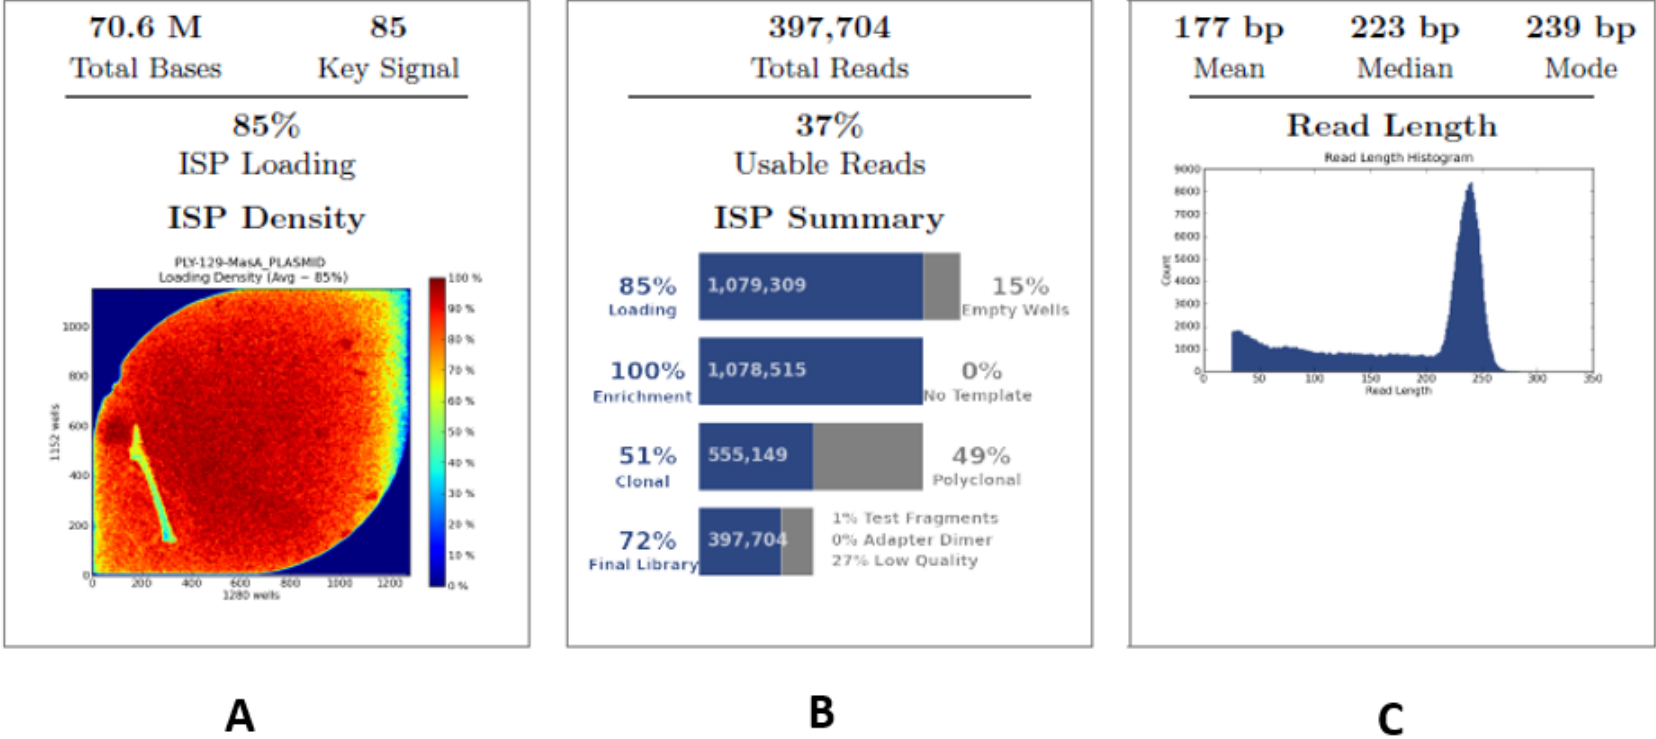 70.6 M 85
Total Bases Key Signal
85%
ISP Loading
ISP Density
PLY-129-MasA_PLASMID
Loading Density (Avg ~ 85%)
100 %
90 %
80 %
70 %
60 %
50 %
40 %
30 %
20 %
10 %
0 %
1000
800
600
400
200
0
1152 wells
0 200 400 600 800 1000 1200
1280 wells
A
397,704
Total Reads
37%
Usable Reads
ISP Summary
85% 1,079,309 15%
Loading Empty Wells
100% 1,078,515 0%
Enrichment No Template
51% 555,149 49%
Clonal Polyclonal
72% 397,704
Final Library
1% Test Fragments
0% Adapter Dimer
27% Low Quality
B
177 bp 223 bp 239 bp
Mean Median Mode
Read Length
Read Length Histogram
9000
8000
7000
6000
5000
4000
3000
2000
1000
0
Count
0 50 100 150 200 250 300 350
Read Length
C